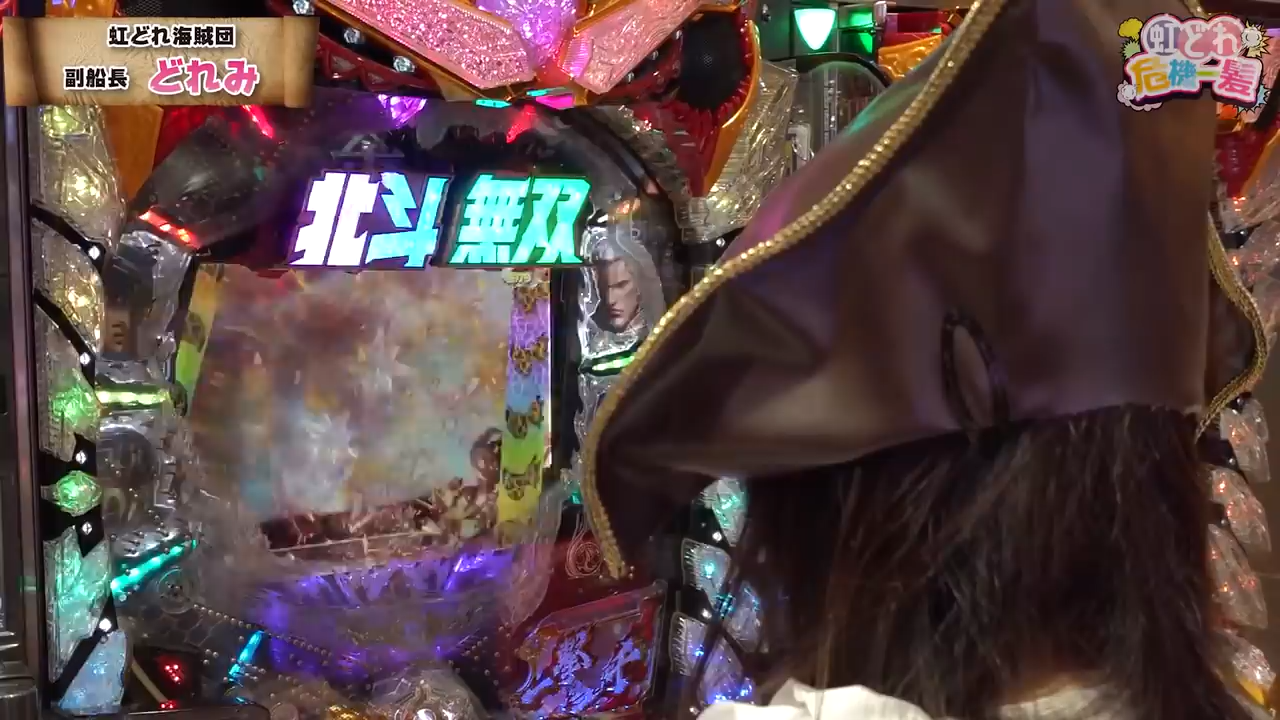 虹どれ海賊団
副船長 どれみ
虹どれ
危機一髪
北斗無双